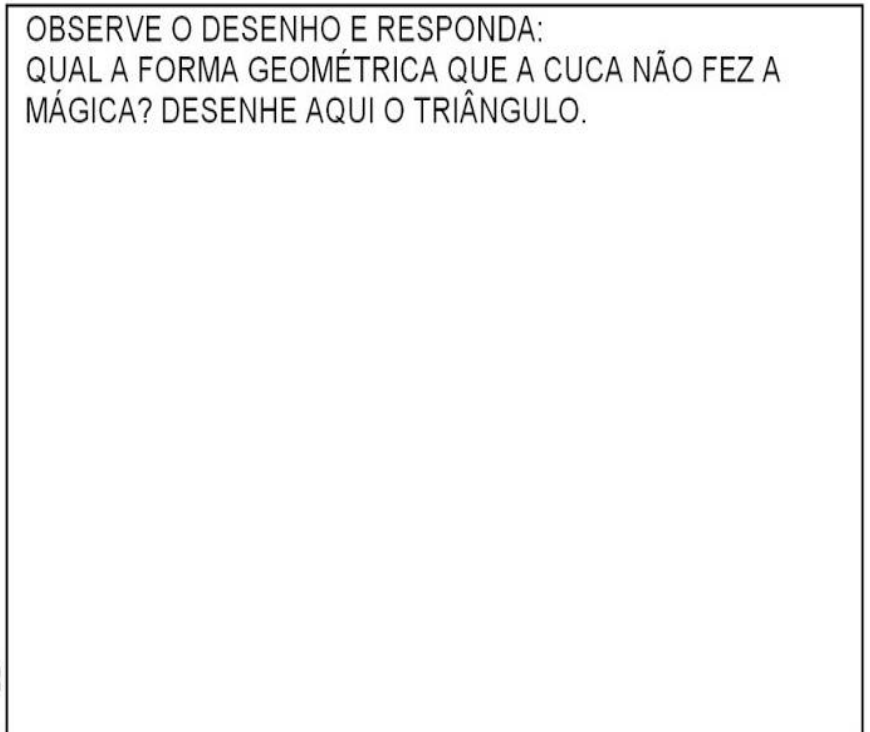 OBSERVE O DESENHO E RESPONDA:
QUAL A FORMA GEOMÉTRICA QUE A CUCA NÃO FEZ A
MÁGICA? DESENHE AQUI O TRIÂNGULO.